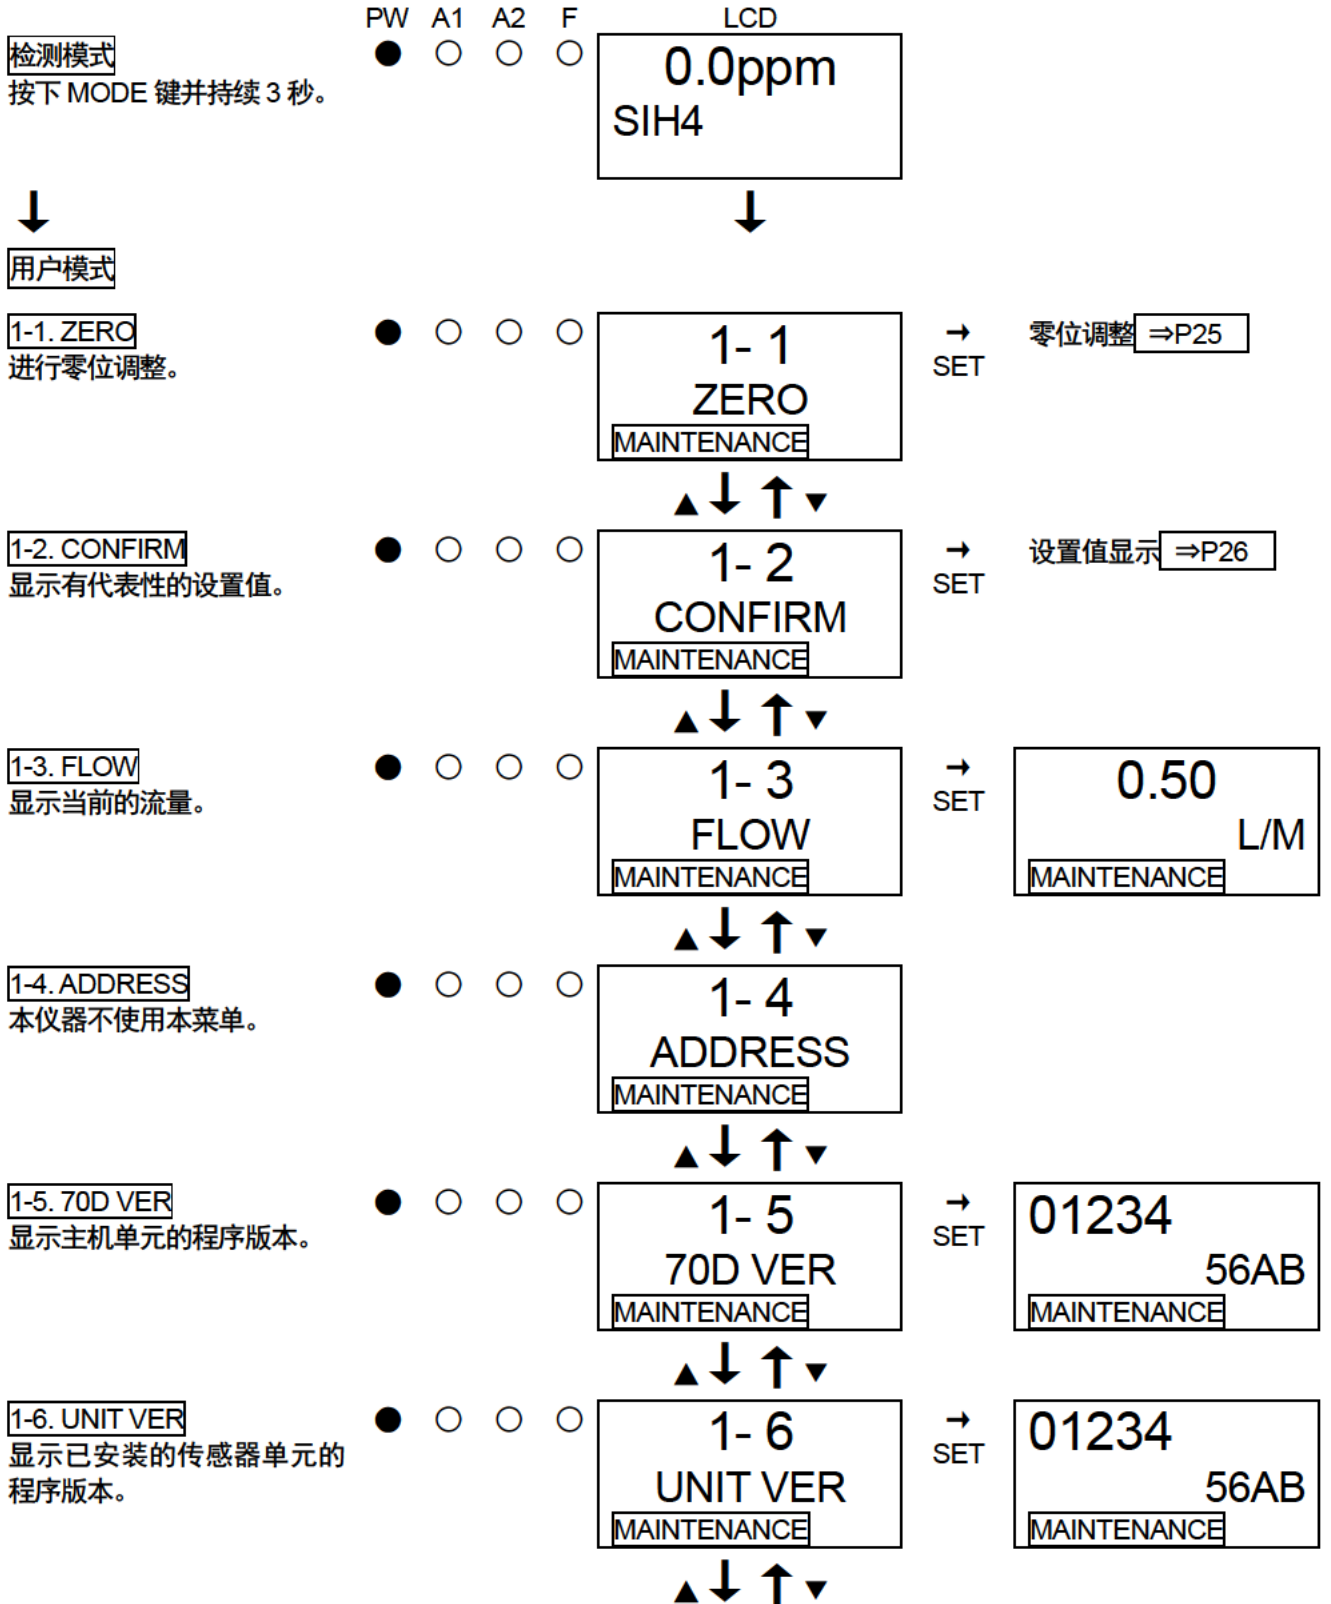 PW A1 A2 F LCD
检测模式 ● ○ ○ ○ 0.0ppm
按下 MODE 键并持续 3 秒。
SIH4
↓ ↓
用户模式
1-1. ZERO ● ○ ○ ○ 1- 1 → 零位调整 ⇒P25
进行零位调整。 SET
ZERO
MAINTENANCE
▲↓↑▼
1-2. CONFIRM ● ○ ○ ○ 1- 2 → 设置值显示 ⇒P26
显示有代表性的设置值。 SET
CONFIRM
MAINTENANCE
▲↓↑▼
1-3. FLOW ● ○ ○ ○ 1- 3 → 0.50
显示当前的流量。 SET
FLOW L/M
MAINTENANCE MAINTENANCE
▲↓↑▼
1-4. ADDRESS ● ○ ○ ○ 1- 4
本仪器不使用本菜单。
ADDRESS
MAINTENANCE
▲↓↑▼
1-5. 70D VER ● ○ ○ ○ 1- 5 → 01234
显示主机单元的程序版本。 SET
70D VER 56AB
MAINTENANCE MAINTENANCE
▲↓↑▼
1-6. UNIT VER ● ○ ○ ○ 1- 6 → 01234
显示已安装的传感器单元的 SET
程序版本。 UNIT VER 56AB
MAINTENANCE MAINTENANCE
▲↓↑▼